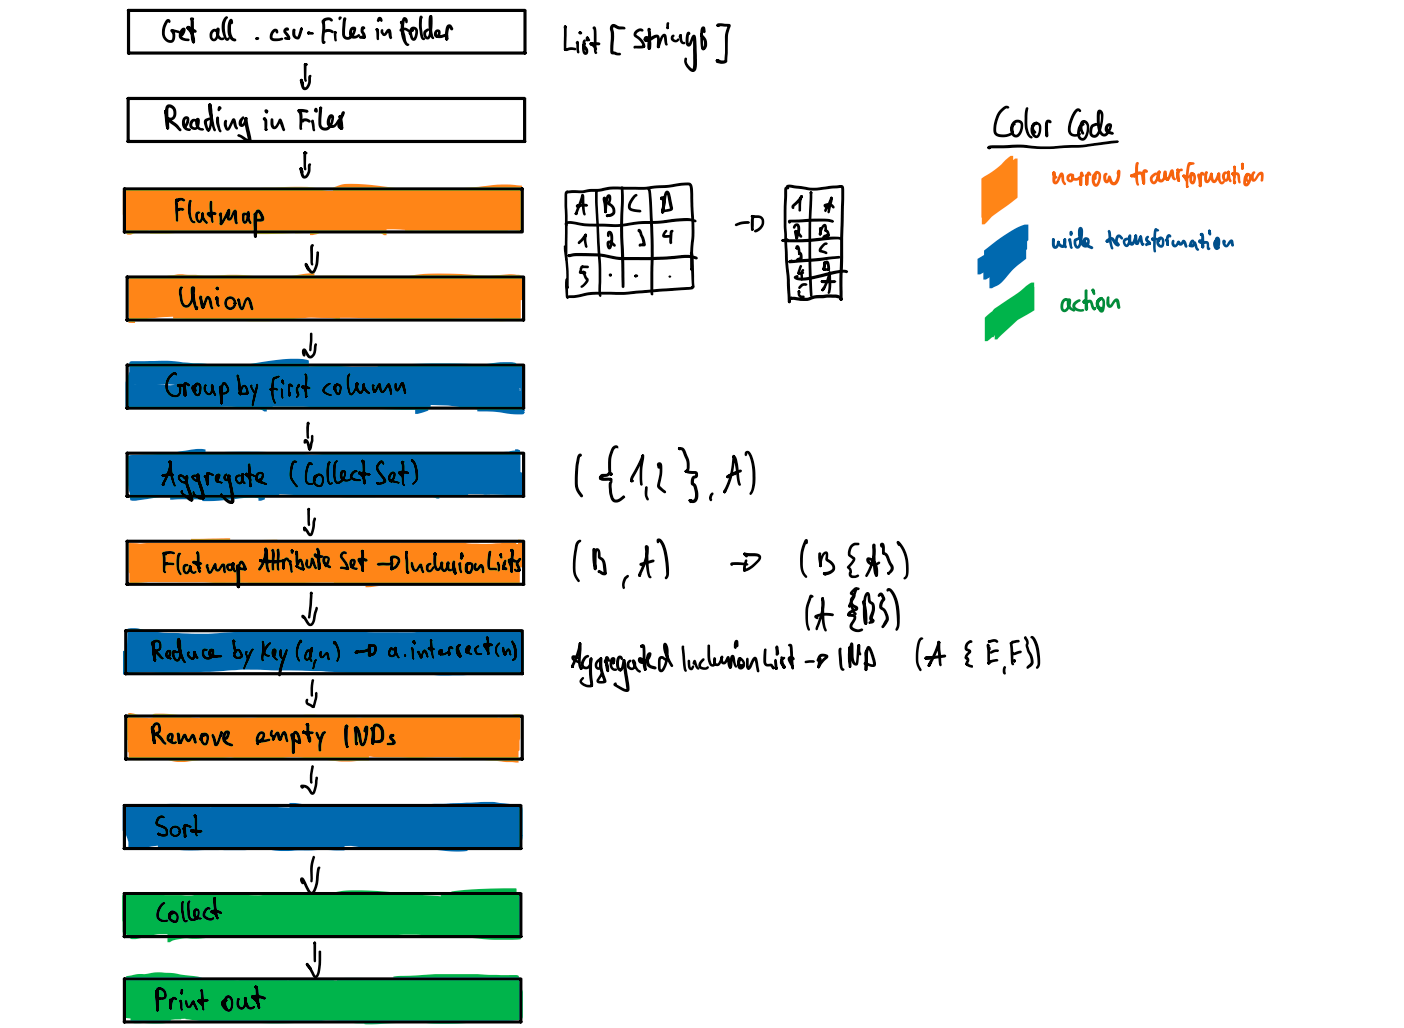 Get all .csv-Files in folder
List [Strings]
Reading in Files
Color Code
narrow transformation
wide transformation
action
Flatmap
A B C D
1 2 3 4
5 . . .
1 A
2 B
3 C
4 D
5 A
Union
Group by first column
Aggregate (Collect Set)
({1,2}, A)
Flatmap Attribute Set → Inclusion Lists
(B, A) → (B {A})
(A {B})
Reduce by Key (a,n) → a.intersect(n)
Aggregated Inclusion List → IND (A {E,F})
Remove empty INDs
Sort
Collect
Print out